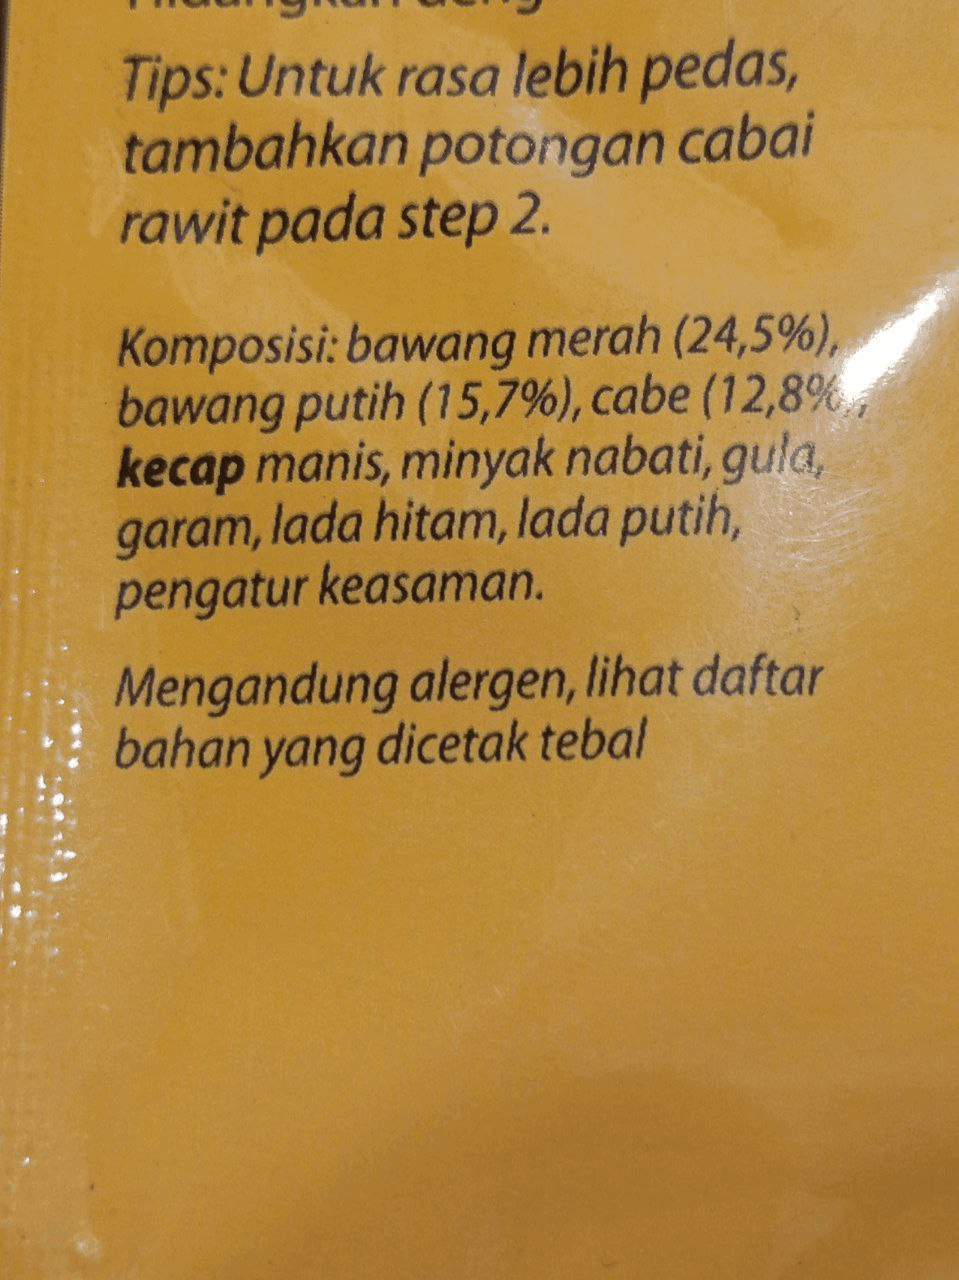 Tips: Untuk rasa lebih pedas,
tambahkan potongan cabai
rawit pada step 2.
Komposisi: bawang merah (24,5%),
bawang putih (15,7%), cabe (12,8%),
kecap manis, minyak nabati, gula,
garam, lada hitam, lada putih,
pengatur keasaman.
Mengandung alergen, lihat daftar
bahan yang dicetak tebal